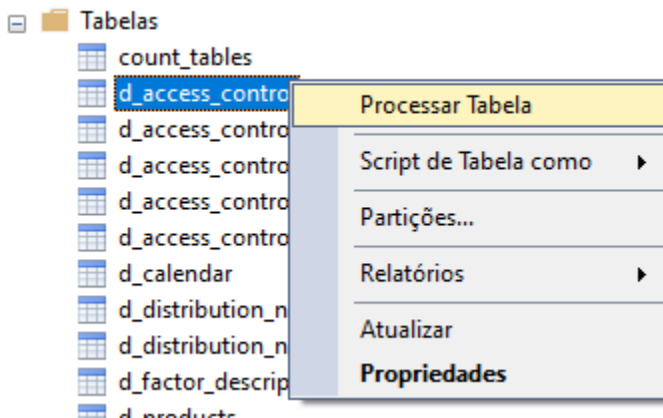 Tabelas
count_tables
d_access_contro
Processar Tabela
d_access_contro
d_access_contro
Script de Tabela como
d_access_contro
Partições...
d_access_contro
d_calendar
Relatórios
d_distribution_n
d_distribution_n
Atualizar
d_factor_descrip
Propriedades
d_products